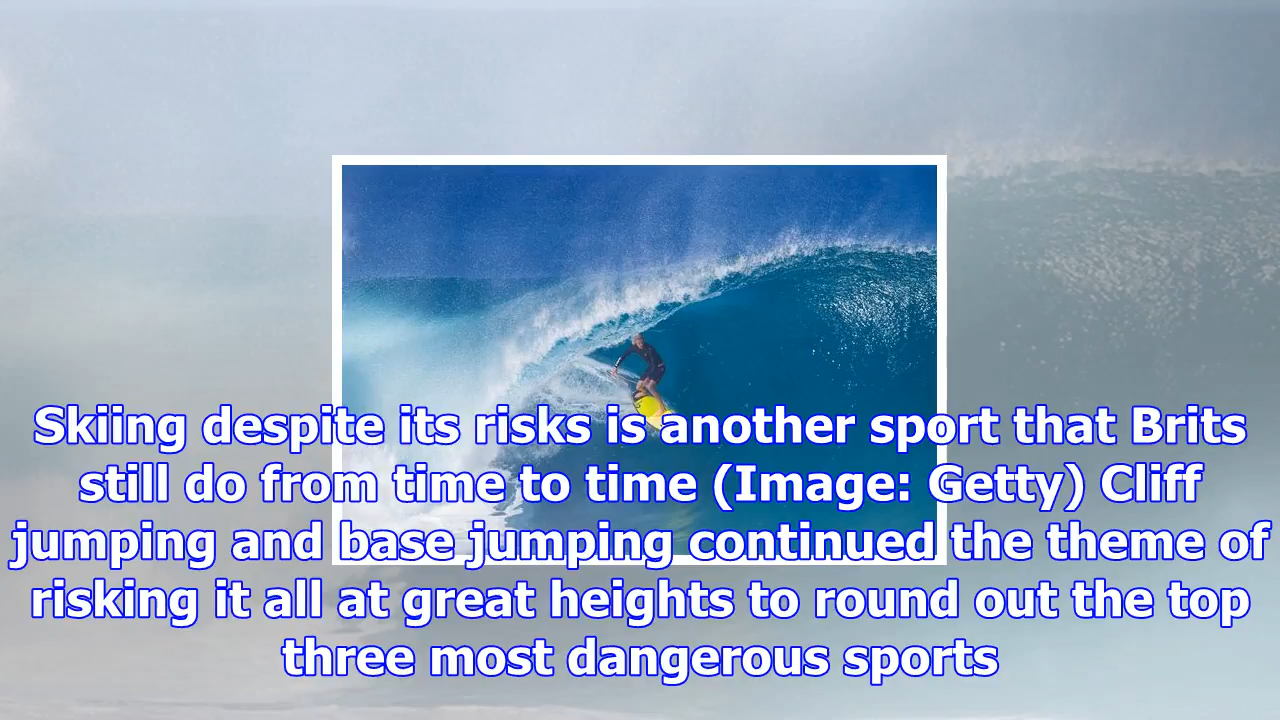 Skiing despite its risks is another sport that Brits
still do from time to time (Image: Getty) Cliff
jumping and base jumping continued the theme of
risking it all at great heights to round out the top
three most dangerous sports